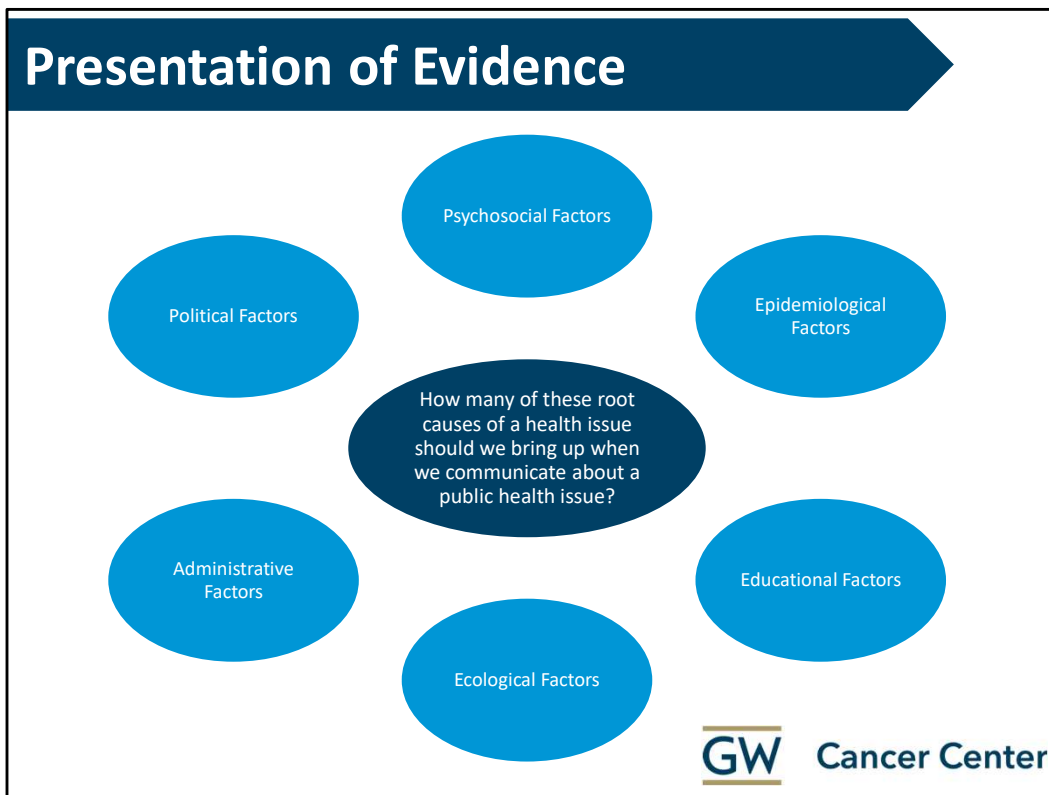 Presentation of Evidence
Psychosocial Factors
Political Factors
Epidemiological
Factors
How many of these root
causes of a health issue
should we bring up when
we communicate about a
public health issue?
Administrative
Factors
Educational Factors
Ecological Factors
GW Cancer Center